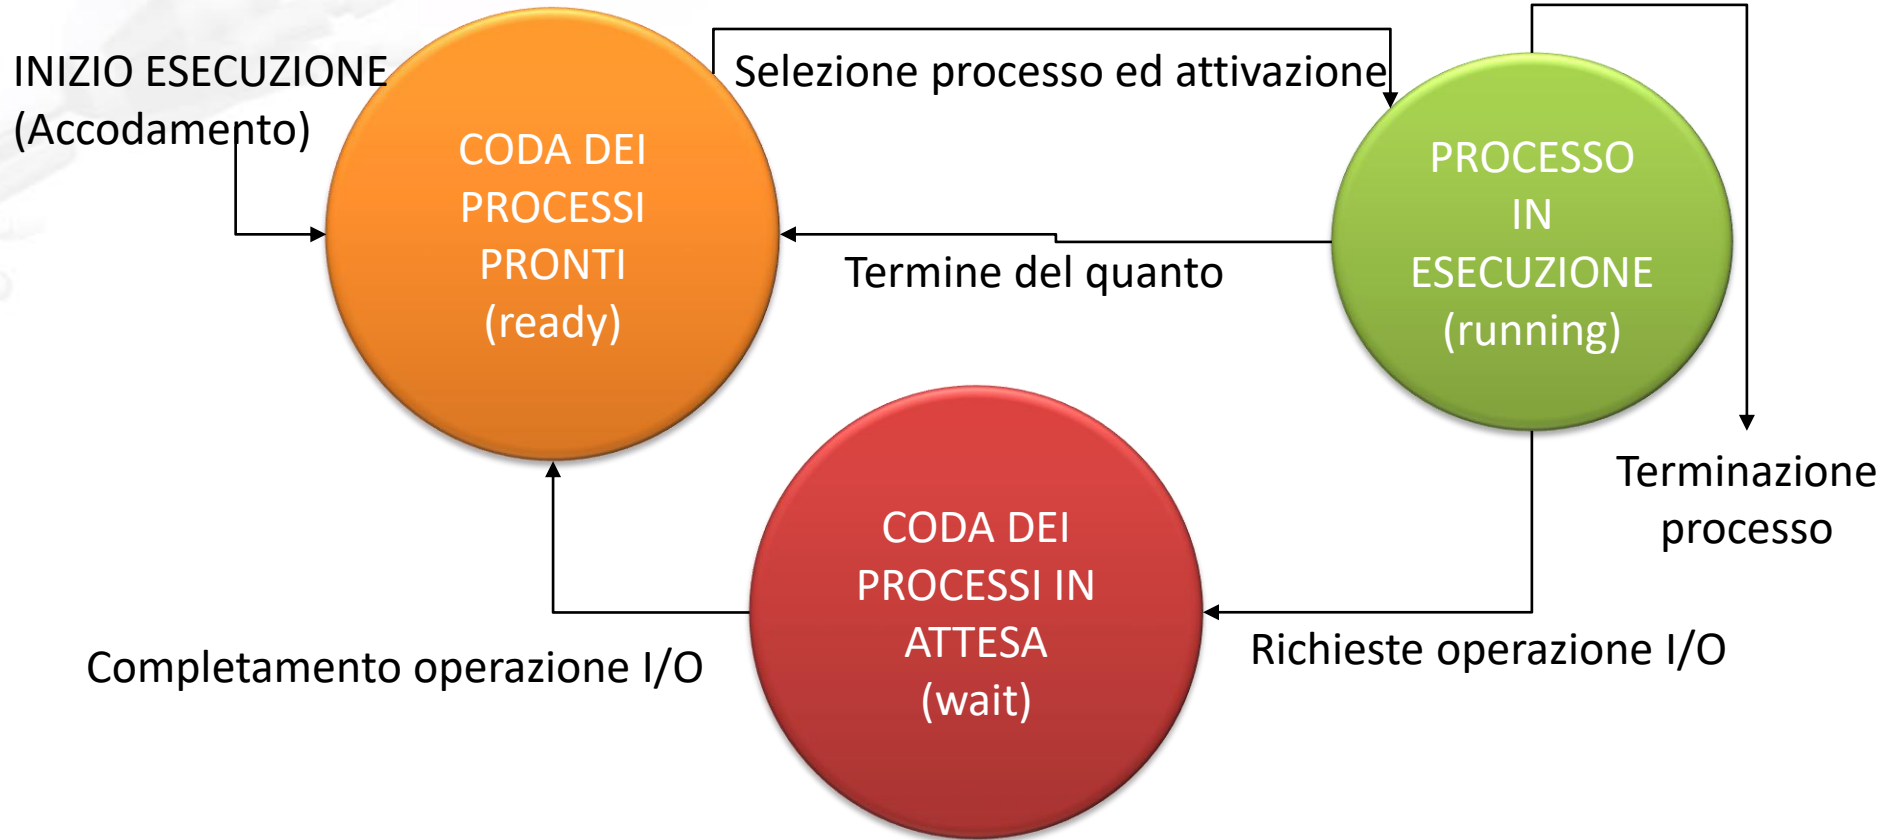 INIZIO ESECUZIONE
(Accodamento)
CODA DEI
PROCESSI
PRONTI
(ready)
Selezione processo ed attivazione
PROCESSO
IN
ESECUZIONE
(running)
Termine del quanto
Terminazione
processo
CODA DEI
PROCESSI IN
ATTESA
(wait)
Completamento operazione I/O
Richieste operazione I/O